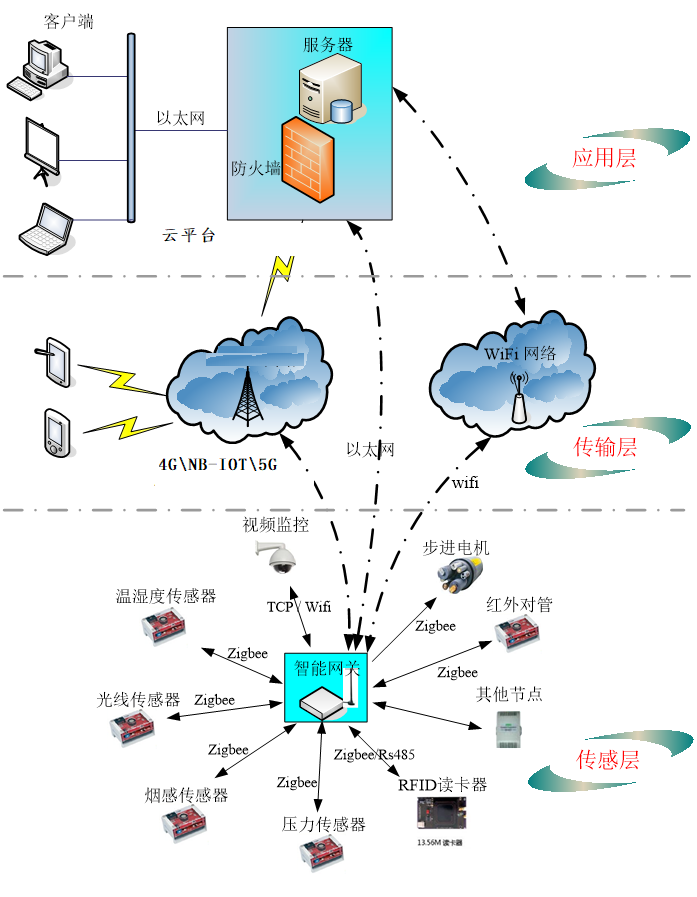 客户端
服务器
以太网
防火墙
应用层
云平台
WiFi 网络
以太网
传输层
4G\NB-IOT\5G
wifi
视频监控
步进电机
温湿度传感器
TCP / Wifi
红外对管
Zigbee
Zigbee
智能网关
Zigbee
光线传感器
Zigbee
其他节点
Zigbee
Zigbee/Rs485
传感层
Zigbee
RFID读卡器
烟感传感器
压力传感器
13.56M 读卡器